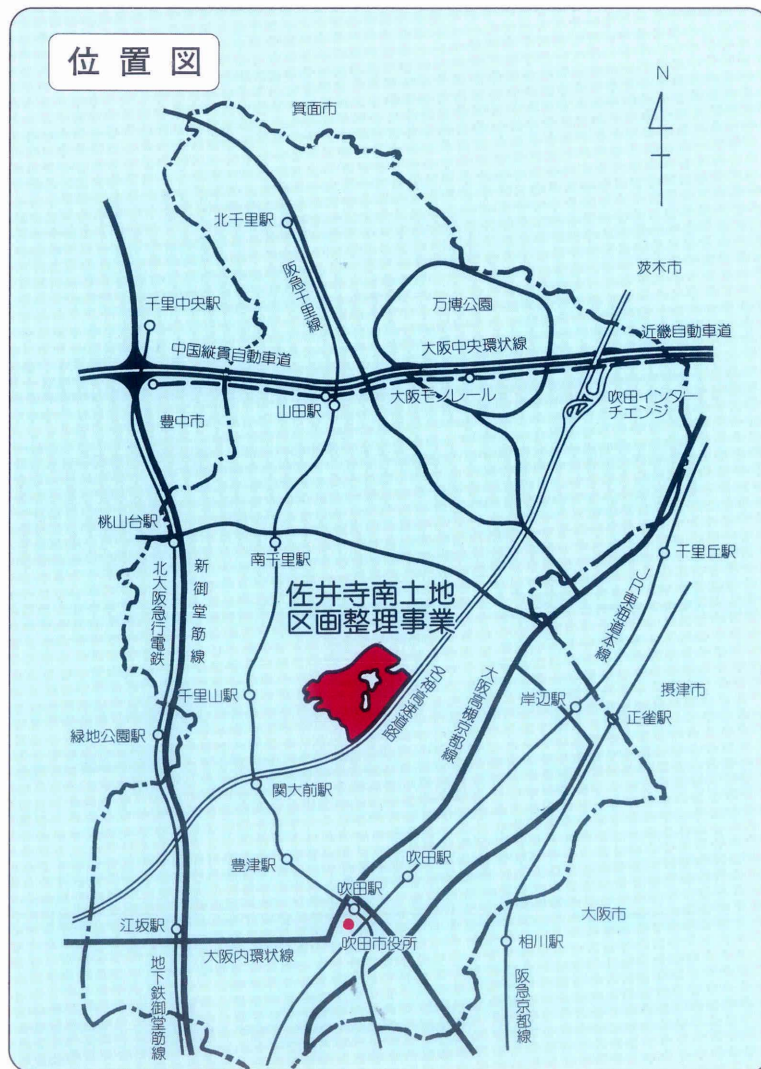 位置図
N
箕面市
北千里駅
阪急千里線
茨木市
万博公園
千里中央駅
近畿自動車道
中国縦貫自動車道
大阪中央環状線
大阪モノレール
吹田インター
チェンジ
豊中市
山田駅
桃山台駅
南千里駅
千里丘駅
新御堂筋線
北大阪急行電鉄
JR東海道本線
佐井寺南土地
区画整理事業
名神高速道路
大阪高槻京都線
摂津市
千里山駅
岸辺駅
正雀駅
緑地公園駅
関大前駅
豊津駅
吹田駅
吹田駅
大阪市
江坂駅
吹田市役所
大阪内環状線
相川駅
地下鉄御堂筋線
阪急京都線